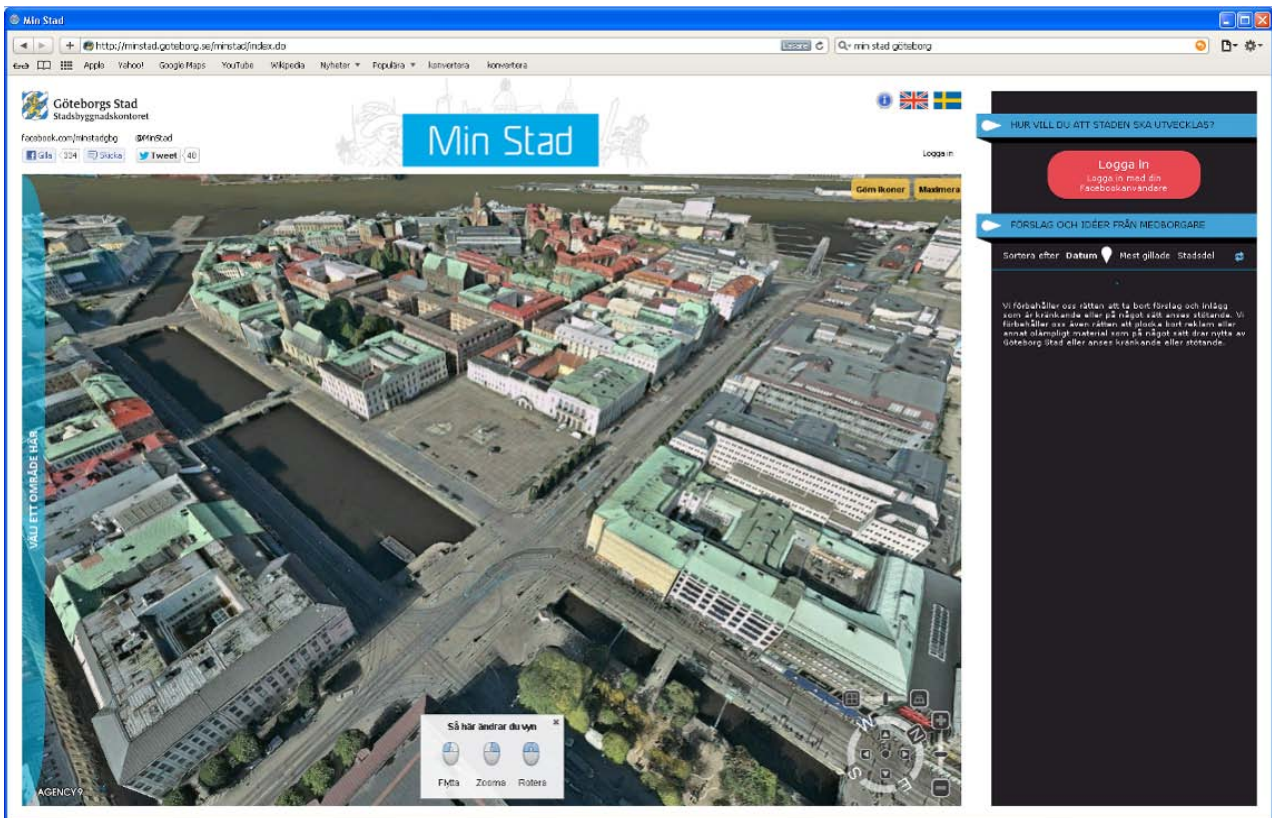 Min Stad
http://minstad.goteborg.se/minstad/index.do
min stad göteborg
Apple Yahoo! Google Maps YouTube Wikipedia Nyheter Populära konvertera konvertera
Göteborgs Stad
Stadsbyggnadskontoret
facebook.com/minstadgbg @MinStad
Gilla 334 Skicka Tweet 40
Min Stad
Logga in
Göm ikoner Maximera
VÄLJ ETT OMRÅDE HÄR
Så här ändrar du vyn
Flytta Zooma Rotera
W N S E
AGENCY9
HUR VILL DU ATT STADEN SKA UTVECKLAS?
Logga in
Logga in med din
Facebookanvändare
FÖRSLAG OCH IDÉER FRÅN MEDBORGARE
Sortera efter Datum Mest gillade Stadsdel
Vi förbehåller oss rätten att ta bort förslag och inlägg
som är kränkande eller på något sätt anses stötande. Vi
förbehåller oss även rätten att plocka bort reklam eller
annat olämpligt material som på något sätt drar nytta av
Göteborg Stad eller anses kränkande eller stötande.